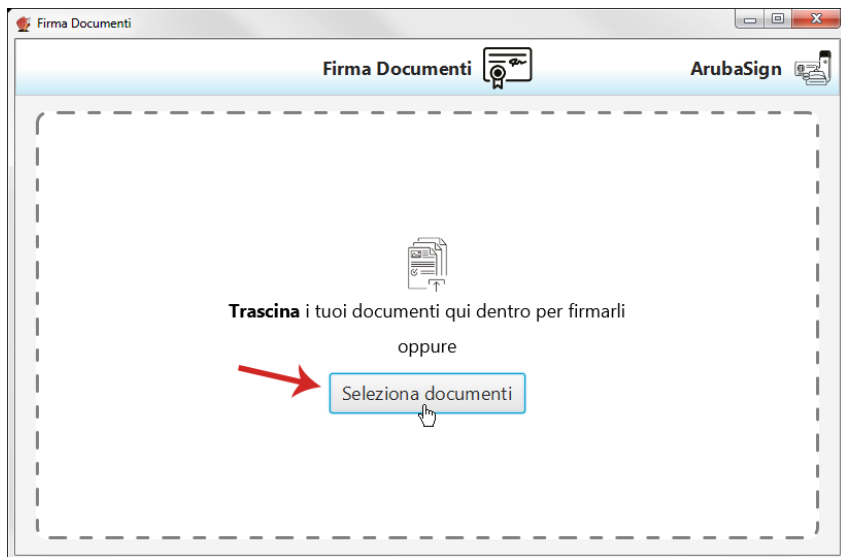 Firma Documenti
Firma Documenti
ArubaSign
Trascina i tuoi documenti qui dentro per firmarli
oppure
Seleziona documenti